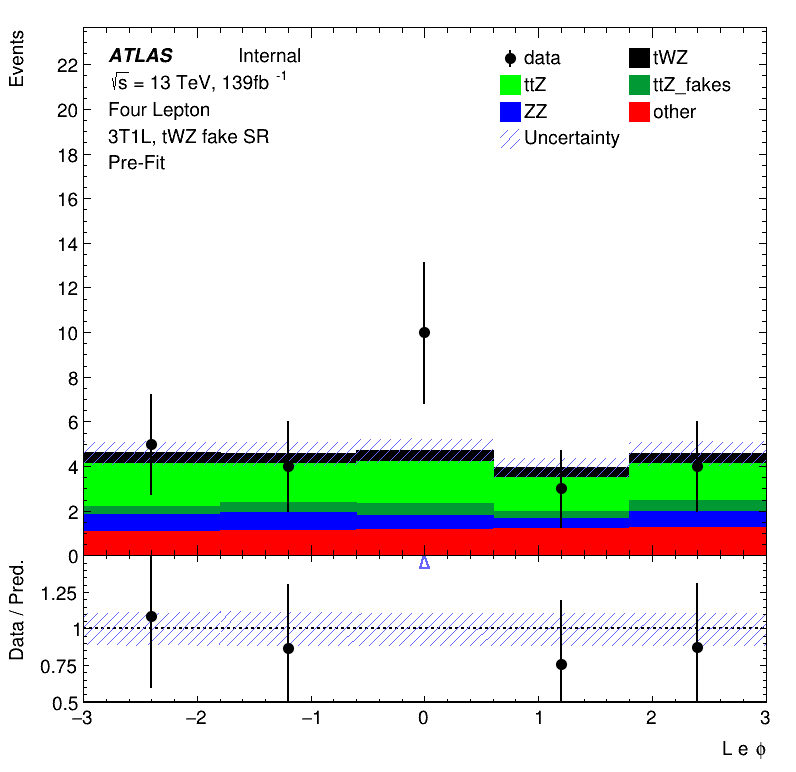 Events
22
20
18
16
14
12
10
8
6
4
2
0
ATLAS Internal
√s = 13 TeV, 139fb -1
Four Lepton
3T1L, tWZ fake SR
Pre-Fit
data tWZ
ttZ ttZ_fakes
ZZ other
Uncertainty
Data / Pred.
1.25
1
0.75
0.5
−3 −2 −1 0 1 2 3
L e ϕ